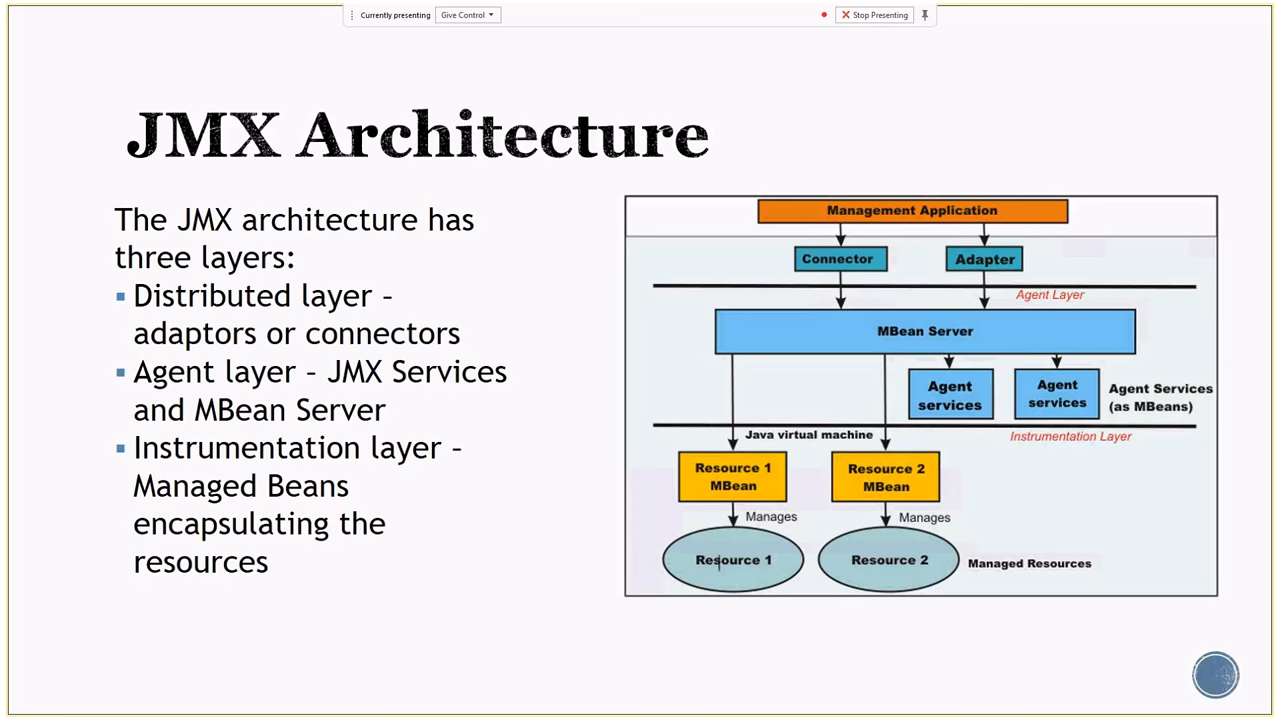 Currently presenting
Give Control
Stop Presenting
JMX Architecture
The JMX architecture has
three layers:
▪ Distributed layer –
adaptors or connectors
▪ Agent layer – JMX Services
and MBean Server
▪ Instrumentation layer –
Managed Beans
encapsulating the
resources
Management Application
Connector
Adapter
Agent Layer
MBean Server
Agent
services
Agent
services
Agent Services
(as MBeans)
Java virtual machine
Instrumentation Layer
Resource 1
MBean
Resource 2
MBean
Manages
Manages
Resource 1
Resource 2
Managed Resources